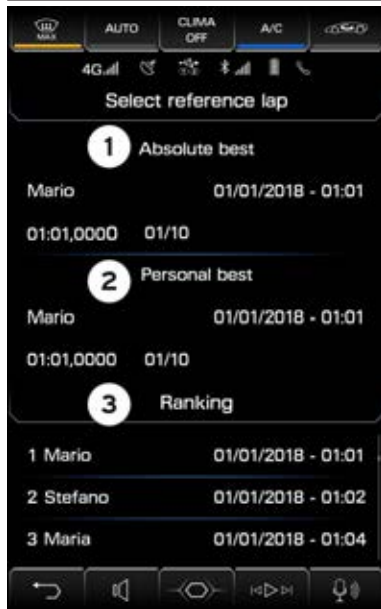 MAX AUTO CLIMA OFF A/C
4G
Select reference lap
1 Absolute best
Mario 01/01/2018 - 01:01
01:01,0000 01/10
2 Personal best
Mario 01/01/2018 - 01:01
01:01,0000 01/10
3 Ranking
1 Mario 01/01/2018 - 01:01
2 Stefano 01/01/2018 - 01:02
3 Maria 01/01/2018 - 01:04